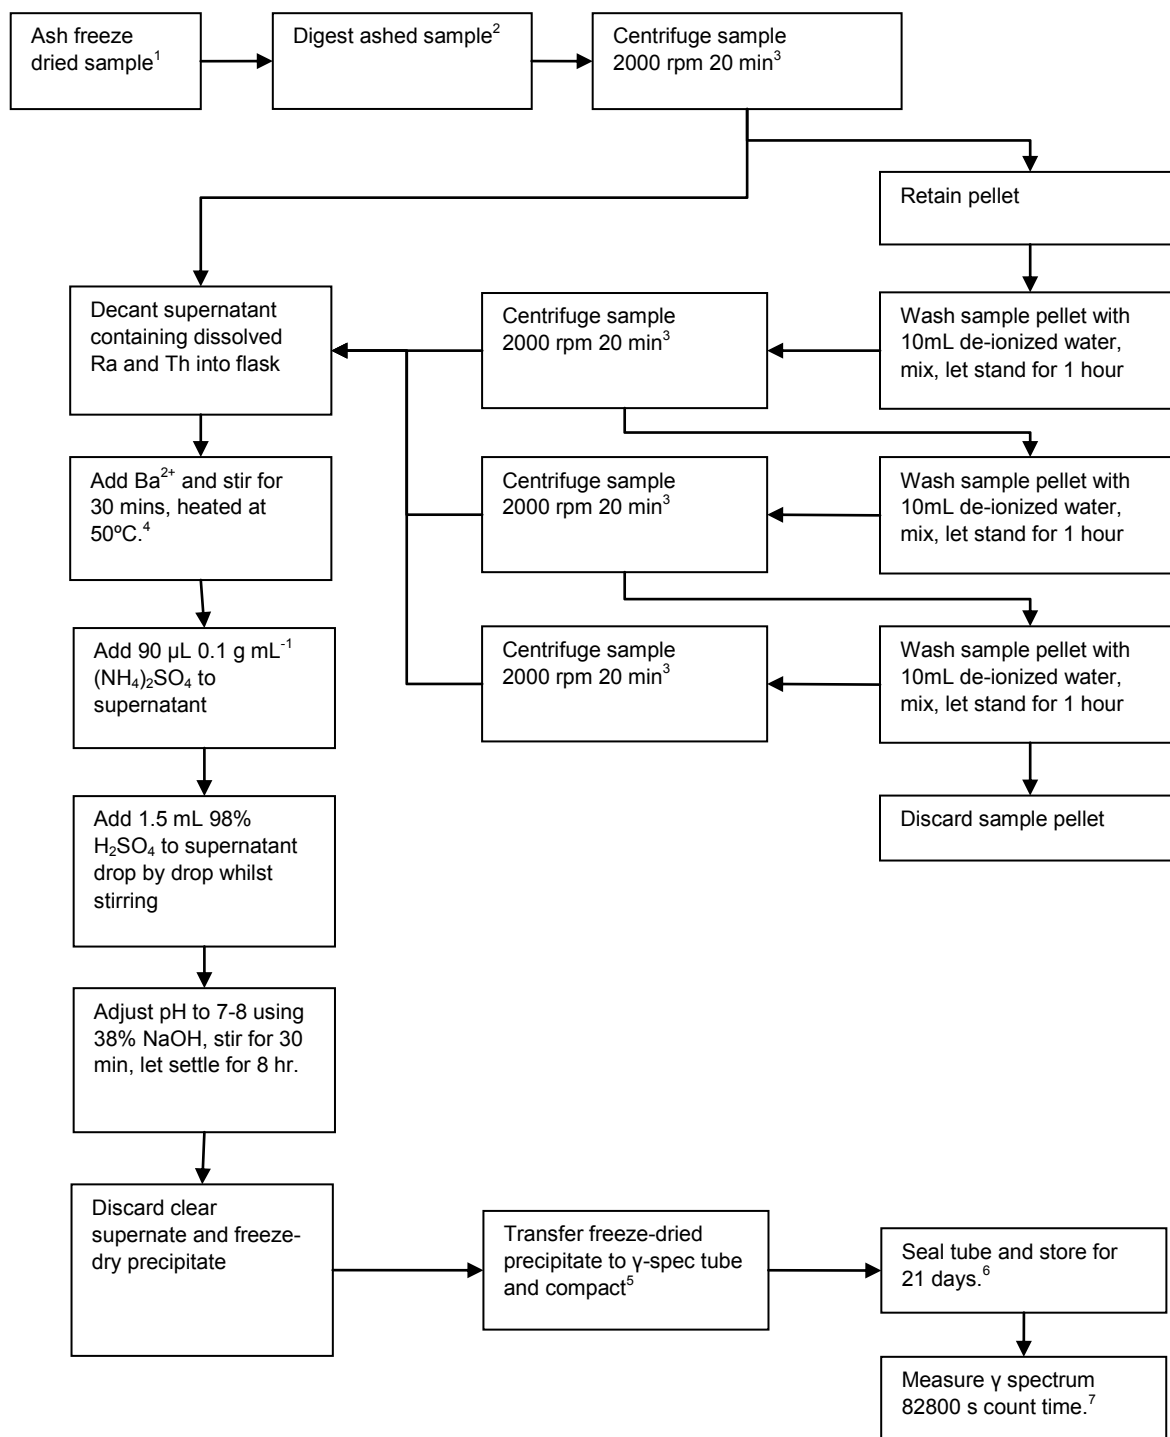 Ash freeze
dried sample¹
Digest ashed sample²
Centrifuge sample
2000 rpm 20 min³
Retain pellet
Decant supernatant
containing dissolved
Ra and Th into flask
Centrifuge sample
2000 rpm 20 min³
Wash sample pellet with
10mL de-ionized water,
mix, let stand for 1 hour
Add Ba²⁺ and stir for
30 mins, heated at
50ºC.⁴
Centrifuge sample
2000 rpm 20 min³
Wash sample pellet with
10mL de-ionized water,
mix, let stand for 1 hour
Add 90 µL 0.1 g mL⁻¹
(NH₄)₂SO₄ to
supernatant
Centrifuge sample
2000 rpm 20 min³
Wash sample pellet with
10mL de-ionized water,
mix, let stand for 1 hour
Add 1.5 mL 98%
H₂SO₄ to supernatant
drop by drop whilst
stirring
Discard sample pellet
Adjust pH to 7-8 using
38% NaOH, stir for 30
min, let settle for 8 hr.
Discard clear
supernate and freeze-
dry precipitate
Transfer freeze-dried
precipitate to γ-spec tube
and compact⁵
Seal tube and store for
21 days.⁶
Measure γ spectrum
82800 s count time.⁷